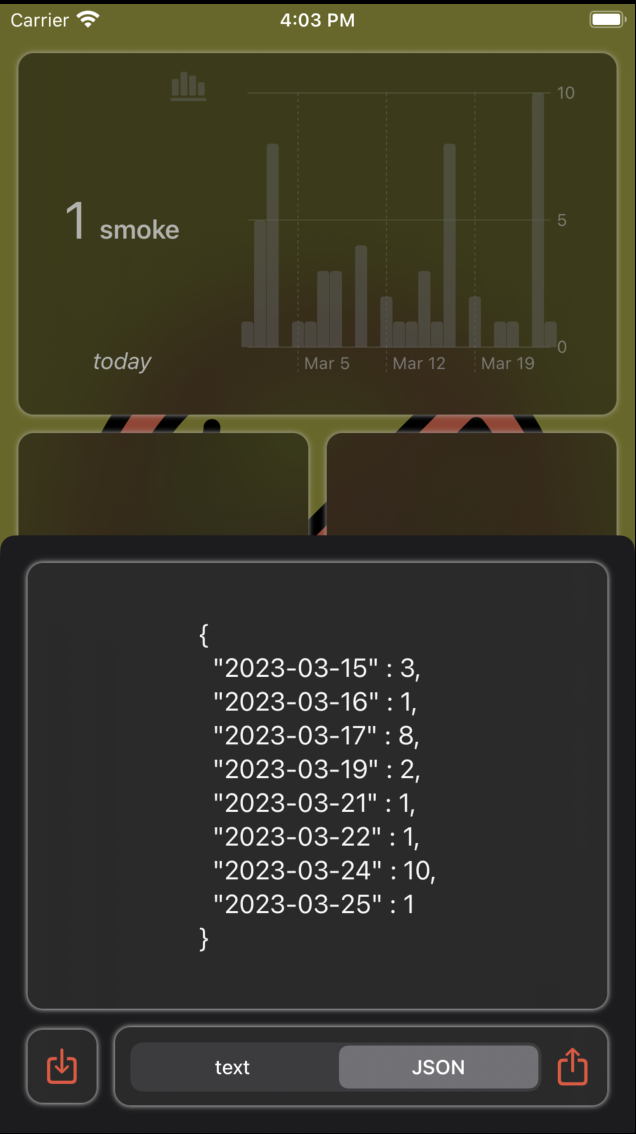 Carrier 4:03 PM
10
1 smoke
5
today
0
Mar 5 Mar 12 Mar 19
{
"2023-03-15" : 3,
"2023-03-16" : 1,
"2023-03-17" : 8,
"2023-03-19" : 2,
"2023-03-21" : 1,
"2023-03-22" : 1,
"2023-03-24" : 10,
"2023-03-25" : 1
}
text JSON